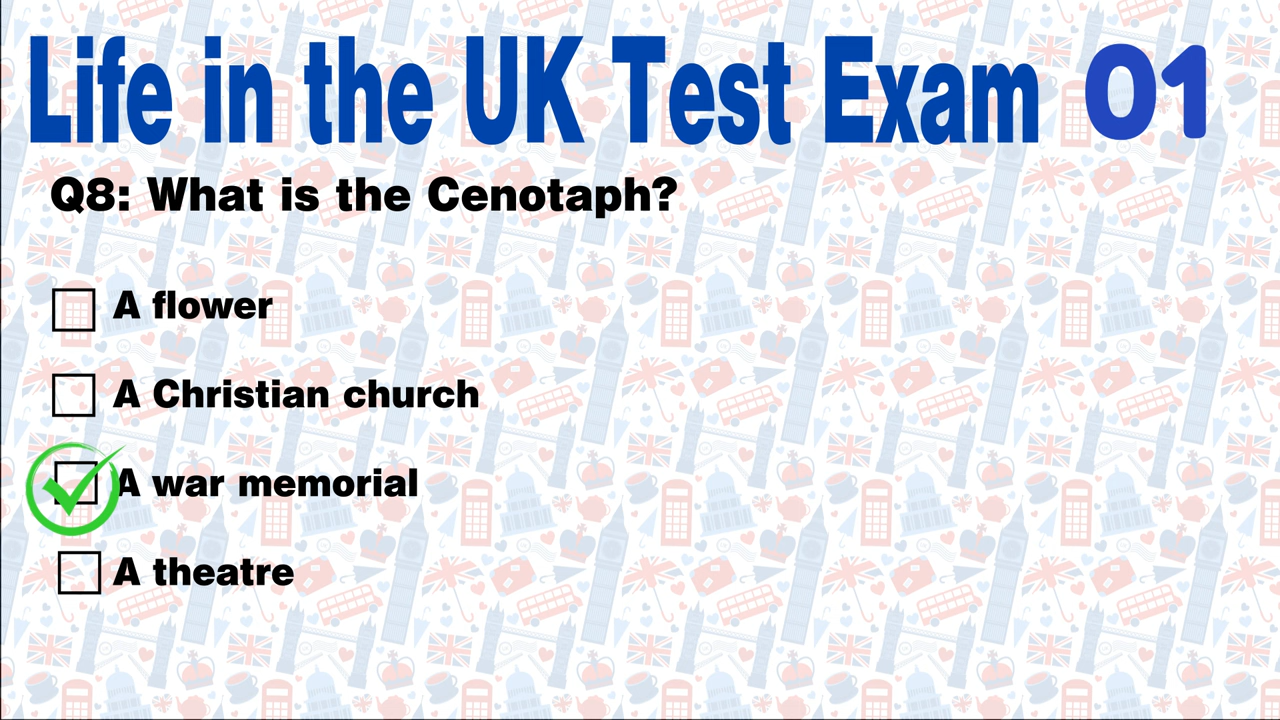 Life in the UK Test Exam 01
Q8: What is the Cenotaph?
A flower
A Christian church
A war memorial
A theatre